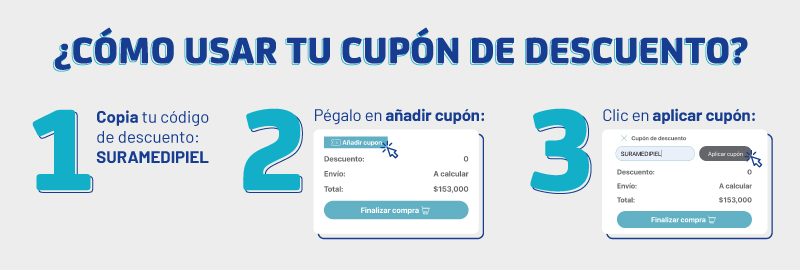 ¿CÓMO USAR TU CUPÓN DE DESCUENTO?
1
Copia tu código
de descuento:
SURAMEDIPIEL
2
Pégalo en añadir cupón:
Añadir cupon
Descuento: 0
Envío: A calcular
Total: $153,000
Finalizar compra
3
Clic en aplicar cupón:
Cupón de descuento
SURAMEDIPIEL Aplicar cupón
Descuento: 0
Envío: A calcular
Total: $153,000
Finalizar compra